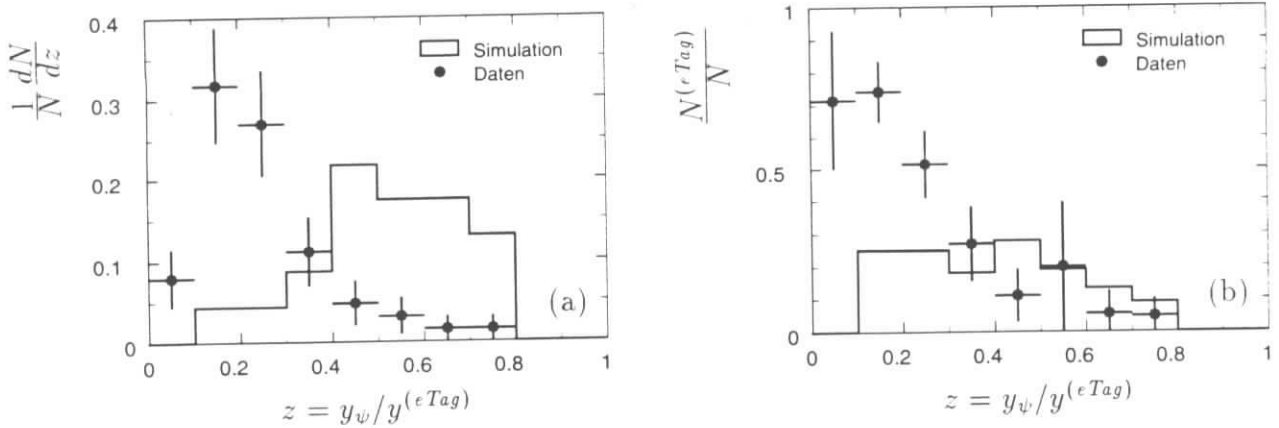 0.4
0.3
0.2
0.1
0
1/N dN/dz
Simulation
Daten
(a)
0 0.2 0.4 0.6 0.8 1
z = y_ψ/y^(eTag)
1
0.5
0
N^(eTag)/N
Simulation
Daten
(b)
0 0.2 0.4 0.6 0.8 1
z = y_ψ/y^(eTag)